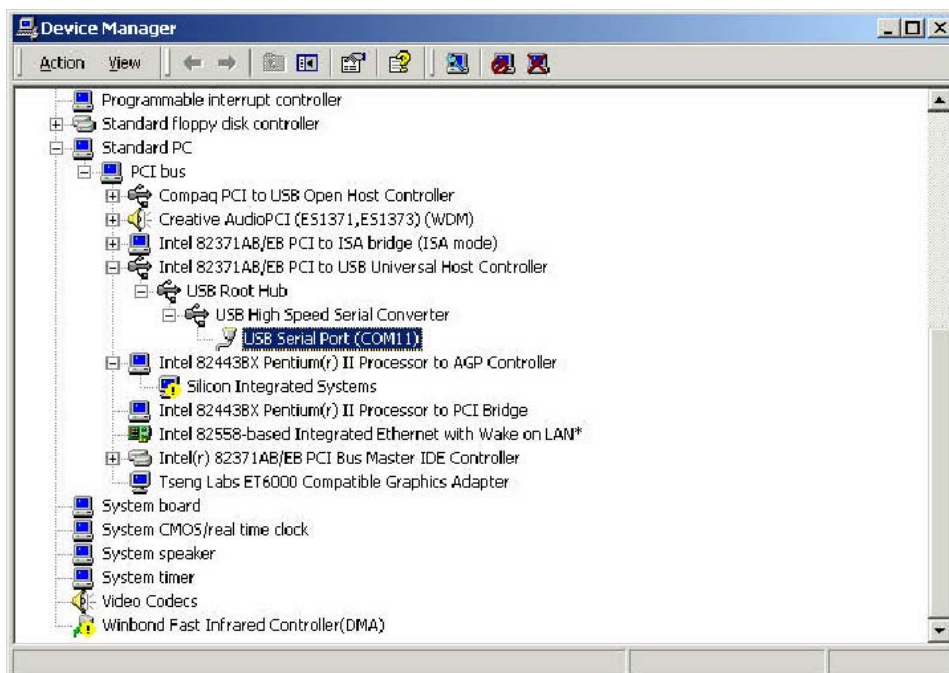 Device Manager
Action View
Programmable interrupt controller
Standard floppy disk controller
Standard PC
PCI bus
Compaq PCI to USB Open Host Controller
Creative AudioPCI (ES1371,ES1373) (WDM)
Intel 82371AB/EB PCI to ISA bridge (ISA mode)
Intel 82371AB/EB PCI to USB Universal Host Controller
USB Root Hub
USB High Speed Serial Converter
USB Serial Port (COM11)
Intel 82443BX Pentium(r) II Processor to AGP Controller
Silicon Integrated Systems
Intel 82443BX Pentium(r) II Processor to PCI Bridge
Intel 82558-based Integrated Ethernet with Wake on LAN*
Intel(r) 82371AB/EB PCI Bus Master IDE Controller
Tseng Labs ET6000 Compatible Graphics Adapter
System board
System CMOS/real time clock
System speaker
System timer
Video Codecs
Winbond Fast Infrared Controller(DMA)